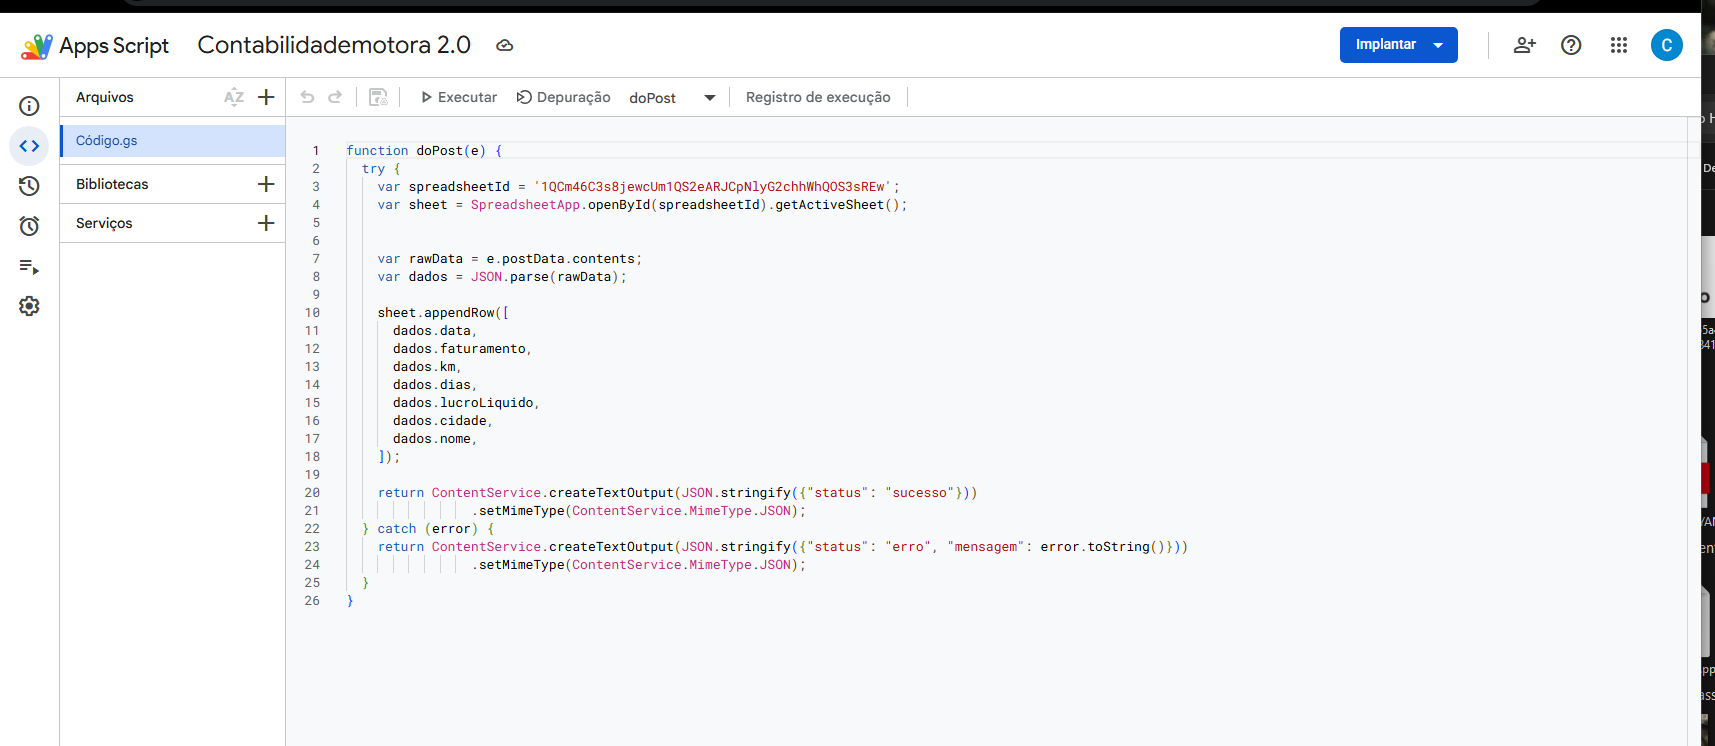 Apps Script
Contabilidademotora 2.0
Implantar
C
Arquivos
AZ
Executar
Depuração
doPost
Registro de execução
Código.gs
Bibliotecas
Serviços
1 function doPost(e) {
2 try {
3 var spreadsheetId = '1QCm46C3s8jewcUm1QS2eARJCpNlyG2chhWhQOS3sREw';
4 var sheet = SpreadsheetApp.openById(spreadsheetId).getActiveSheet();
5
6
7 var rawData = e.postData.contents;
8 var dados = JSON.parse(rawData);
9
10 sheet.appendRow([
11 dados.data,
12 dados.faturamento,
13 dados.km,
14 dados.dias,
15 dados.lucroLiquido,
16 dados.cidade,
17 dados.nome,
18 ]);
19
20 return ContentService.createTextOutput(JSON.stringify({"status": "sucesso"}))
21 .setMimeType(ContentService.MimeType.JSON);
22 } catch (error) {
23 return ContentService.createTextOutput(JSON.stringify({"status": "erro", "mensagem": error.toString()}))
24 .setMimeType(ContentService.MimeType.JSON);
25 }
26 }